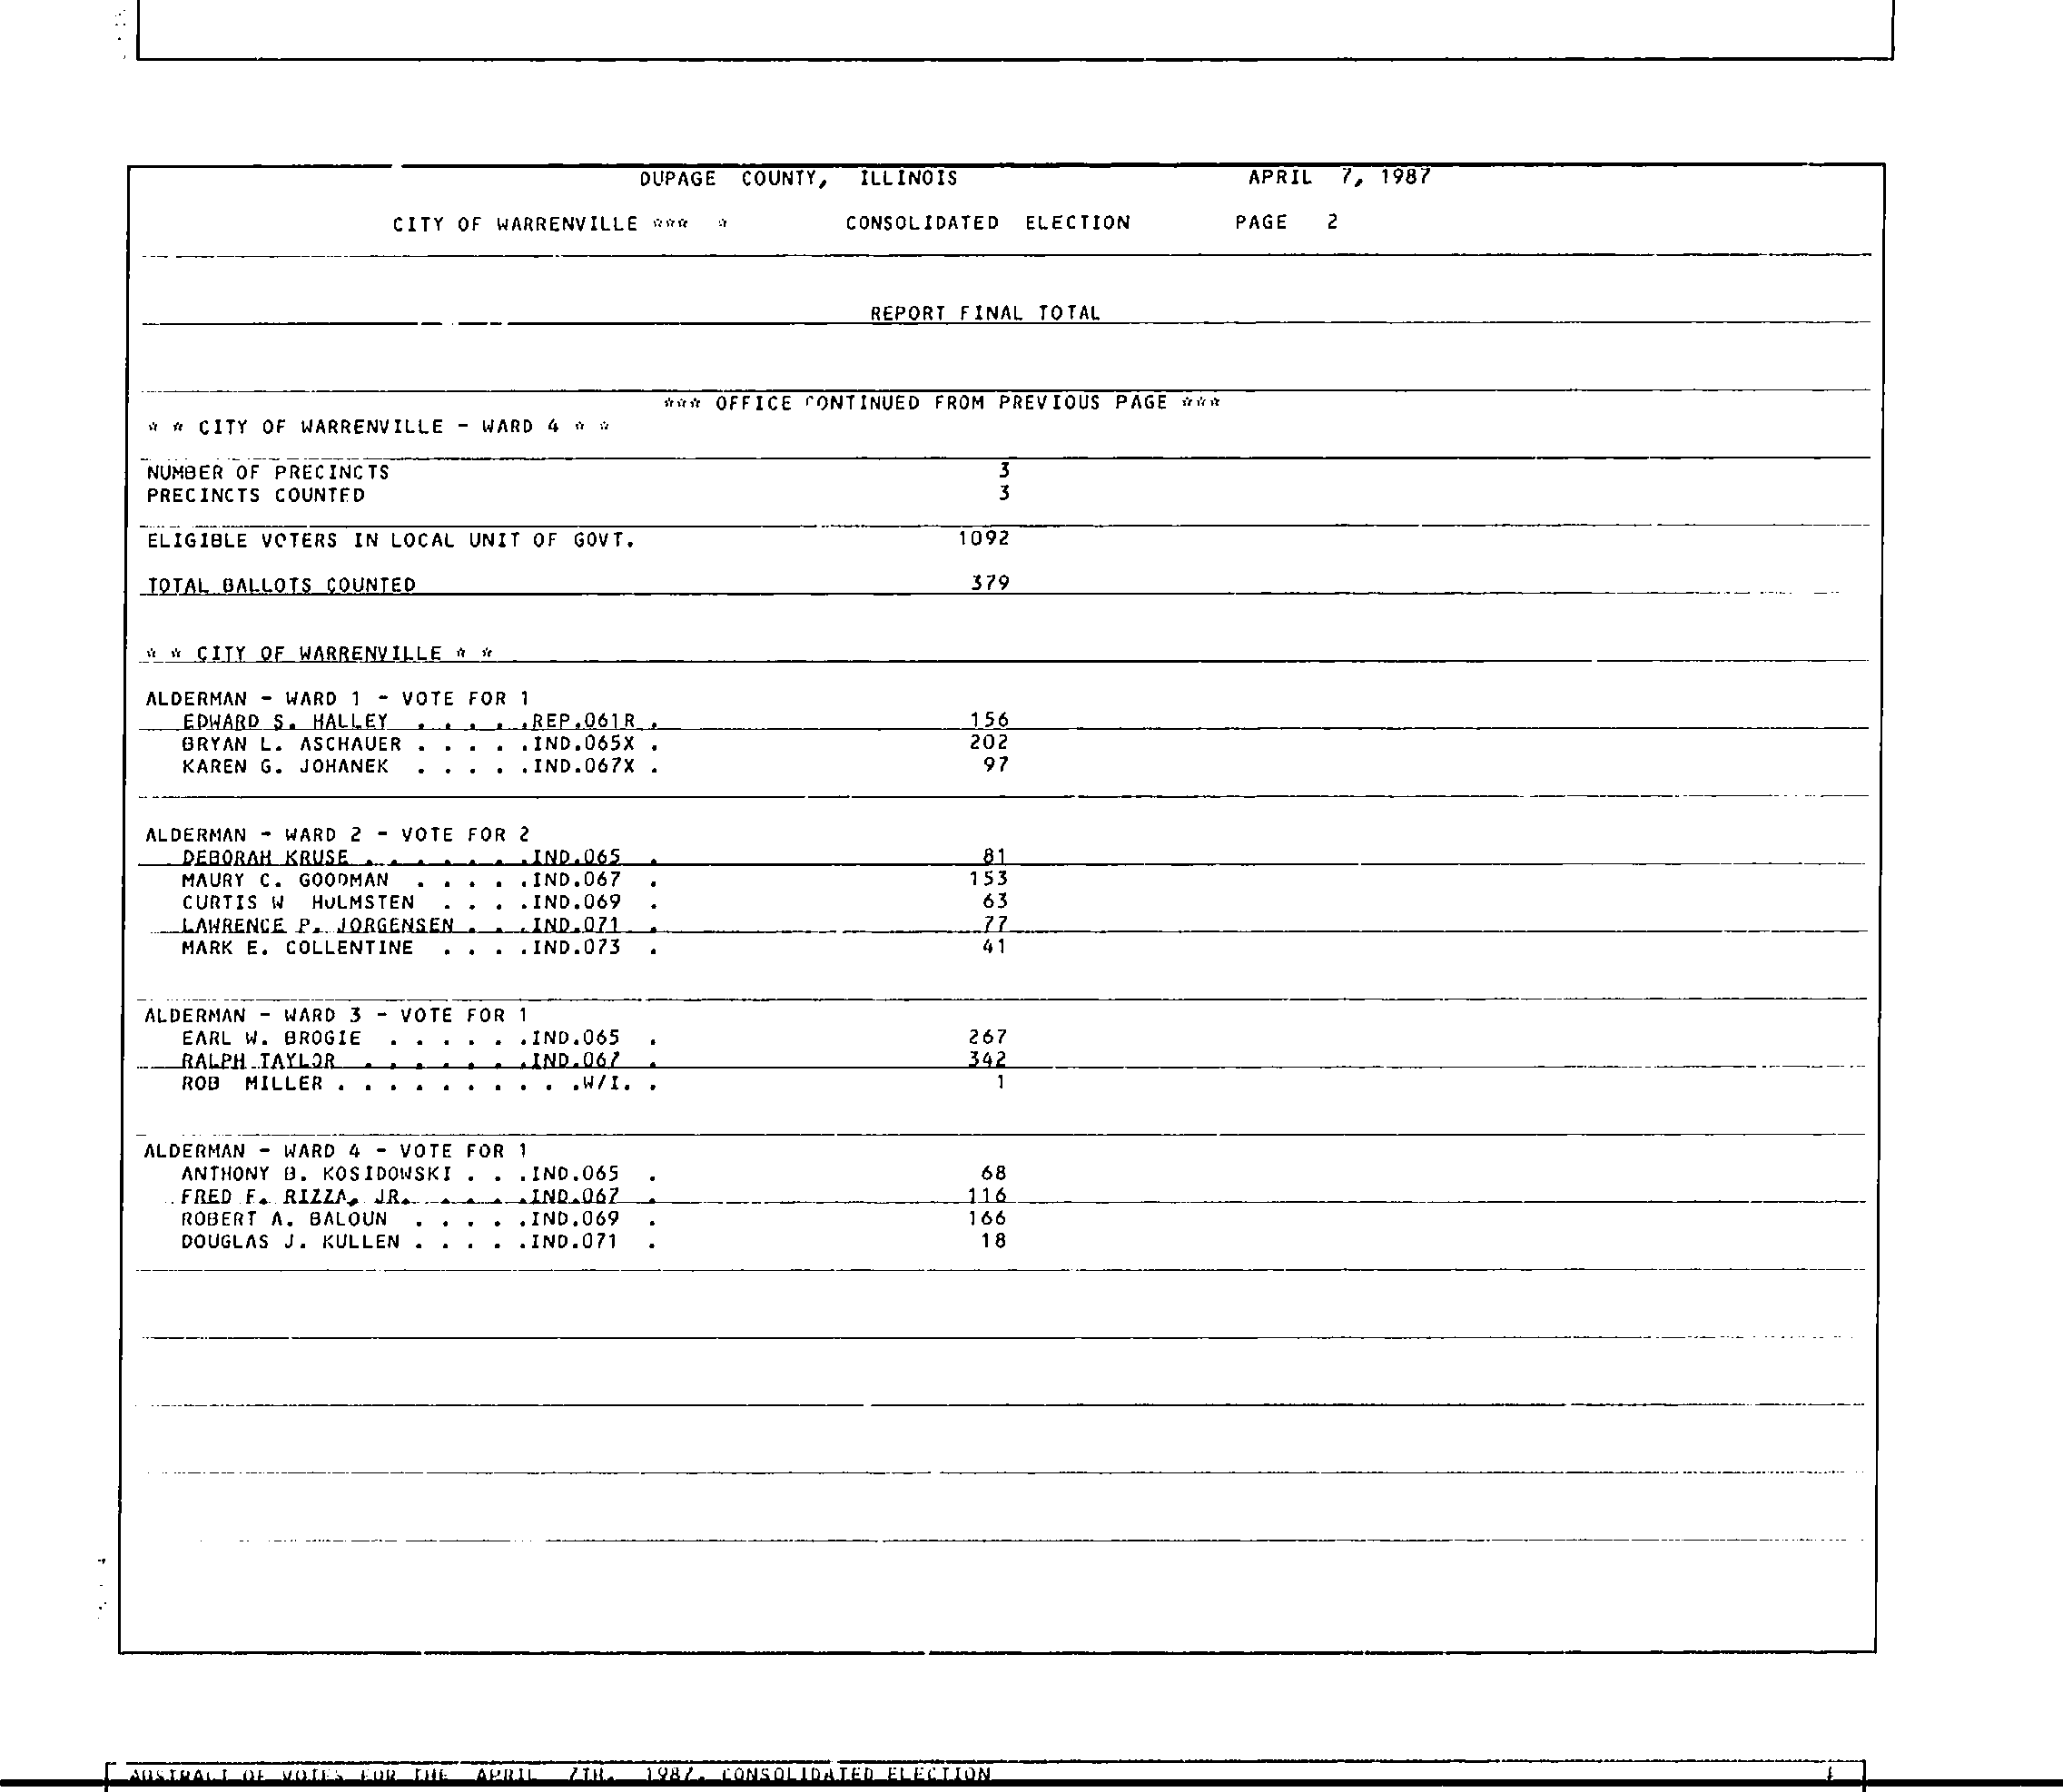 DUPAGE COUNTY, ILLINOIS APRIL 7, 1987
CITY OF WARRENVILLE *** * CONSOLIDATED ELECTION PAGE 2
REPORT FINAL TOTAL
*** OFFICE CONTINUED FROM PREVIOUS PAGE ***
* * CITY OF WARRENVILLE - WARD 4 * *
NUMBER OF PRECINCTS 3
PRECINCTS COUNTED 3
ELIGIBLE VOTERS IN LOCAL UNIT OF GOVT. 1092
TOTAL BALLOTS COUNTED 379
* * CITY OF WARRENVILLE * *
ALDERMAN - WARD 1 - VOTE FOR 1
EDWARD S. HALLEY . . . . .REP.061R . 156
BRYAN L. ASCHAUER . . . . .IND.065X . 202
KAREN G. JOHANEK . . . . .IND.067X . 97
ALDERMAN - WARD 2 - VOTE FOR 2
DEBORAH KRUSE . . . . . . .IND.065 . 81
MAURY C. GOODMAN . . . . .IND.067 . 153
CURTIS W HOLMSTEN . . . .IND.069 . 63
LAWRENCE P. JORGENSEN . . .IND.071 . 77
MARK E. COLLENTINE . . . .IND.073 . 41
ALDERMAN - WARD 3 - VOTE FOR 1
EARL W. BROGIE . . . . . .IND.065 . 267
RALPH TAYLOR . . . . . . .IND.067 . 342
ROB MILLER . . . . . . . . . .W/I. . 1
ALDERMAN - WARD 4 - VOTE FOR 1
ANTHONY B. KOSIDOWSKI . . .IND.065 . 68
FRED F. RIZZA, JR. . . . .IND.067 . 116
ROBERT A. BALOUN . . . . .IND.069 . 166
DOUGLAS J. KULLEN . . . . .IND.071 . 18
ABSTRACT OF VOTES FOR THE APRIL 7TH, 1987, CONSOLIDATED ELECTION